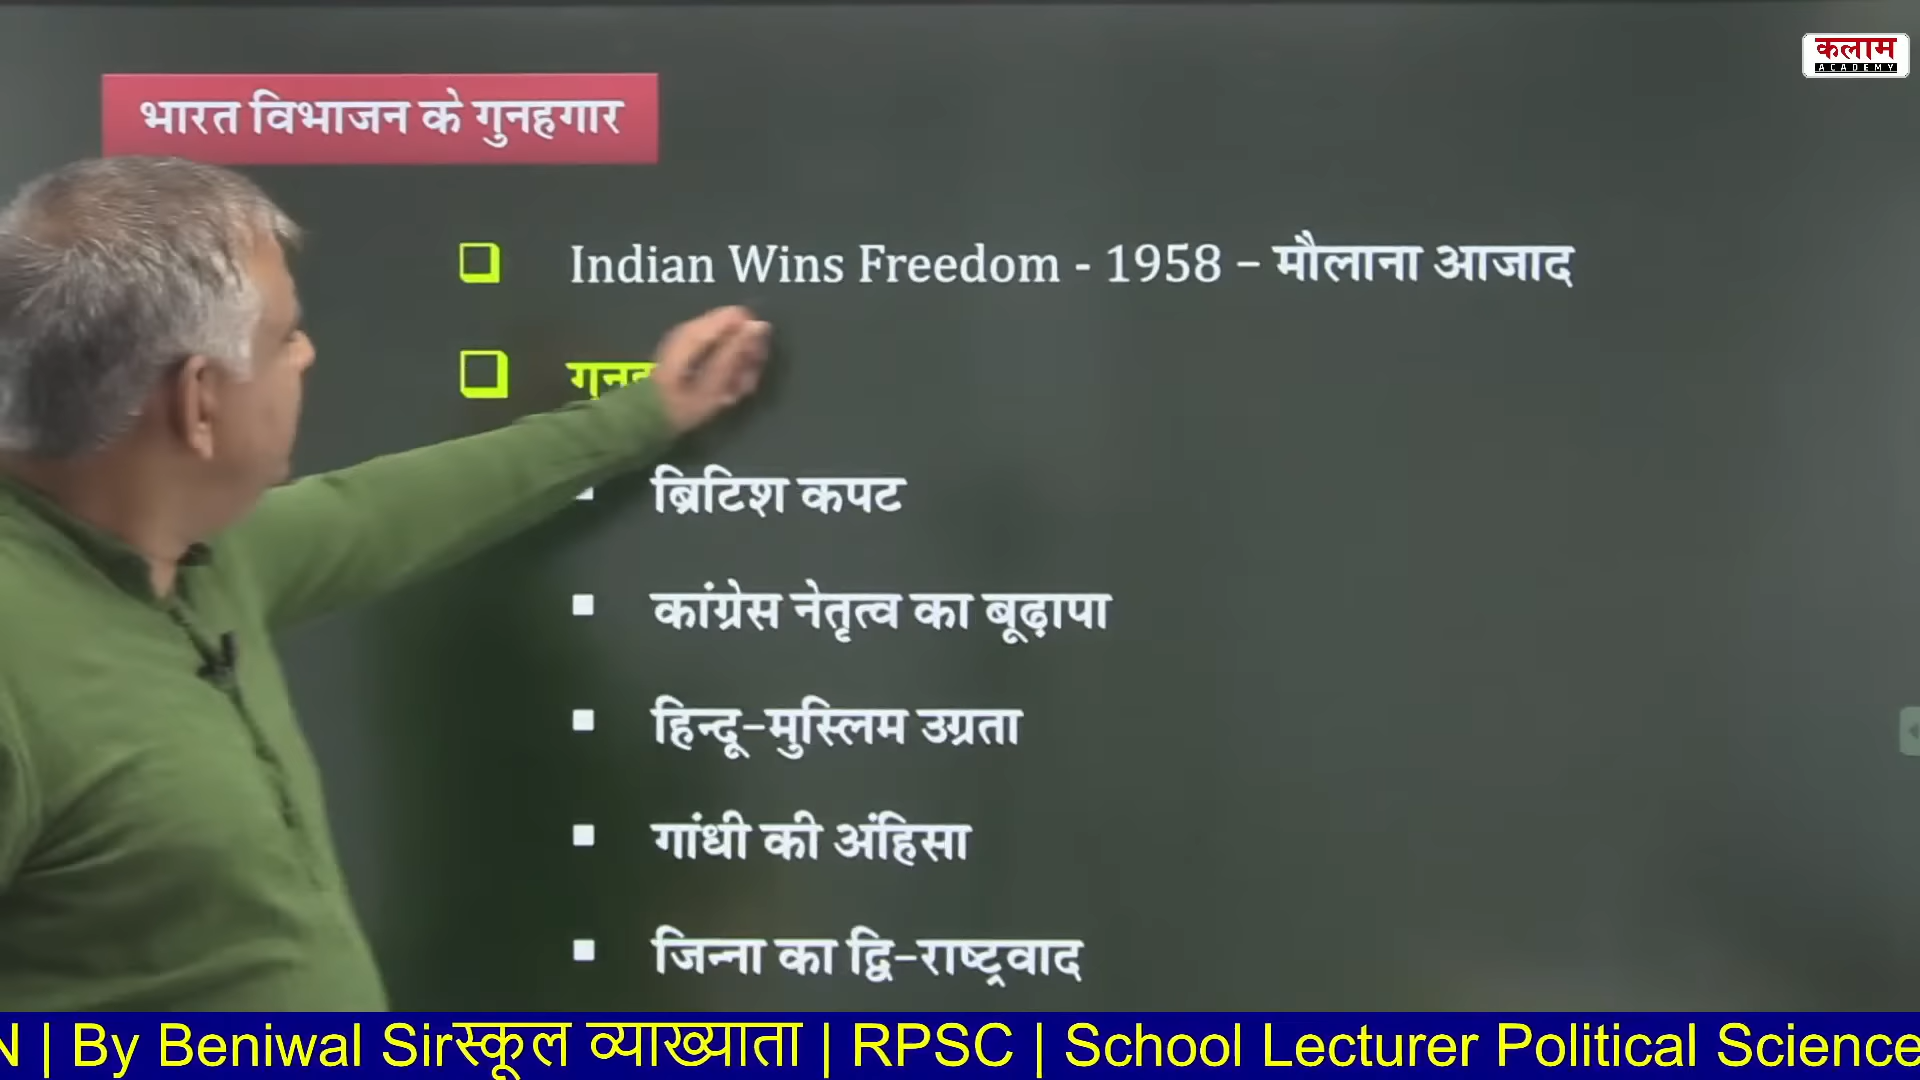 कलाम
ACADEMY
भारत विभाजन के गुनहगार
Indian Wins Freedom - 1958 – मौलाना आजाद
ब्रिटिश कपट
कांग्रेस नेतृत्व का बूढ़ापा
हिन्दू–मुस्लिम उग्रता
गांधी की अंहिसा
जिन्ना का द्वि–राष्ट्रवाद
N | By Beniwal Sirस्कूल व्याख्याता | RPSC | School Lecturer Political Science